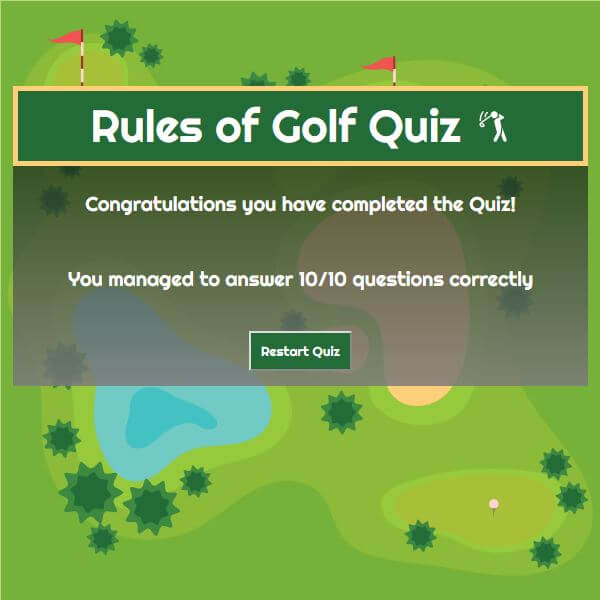 Rules of Golf Quiz
Congratulations you have completed the Quiz!
You managed to answer 10/10 questions correctly
Restart Quiz